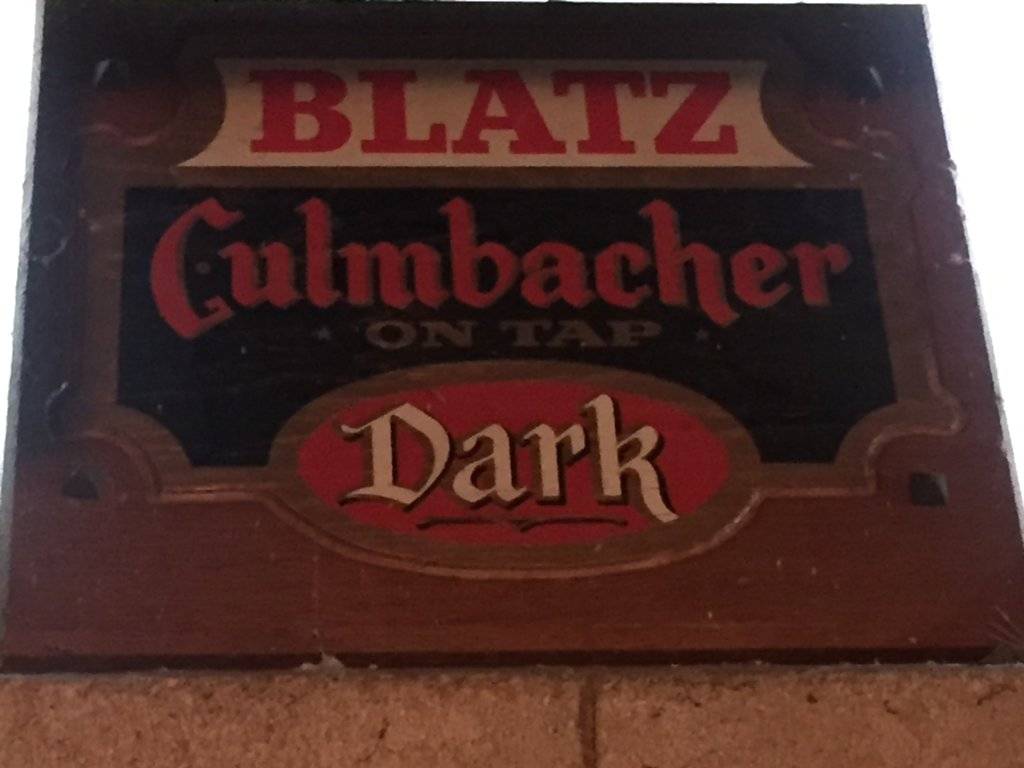 BLATZ
Culmbacher
ON TAP
Dark